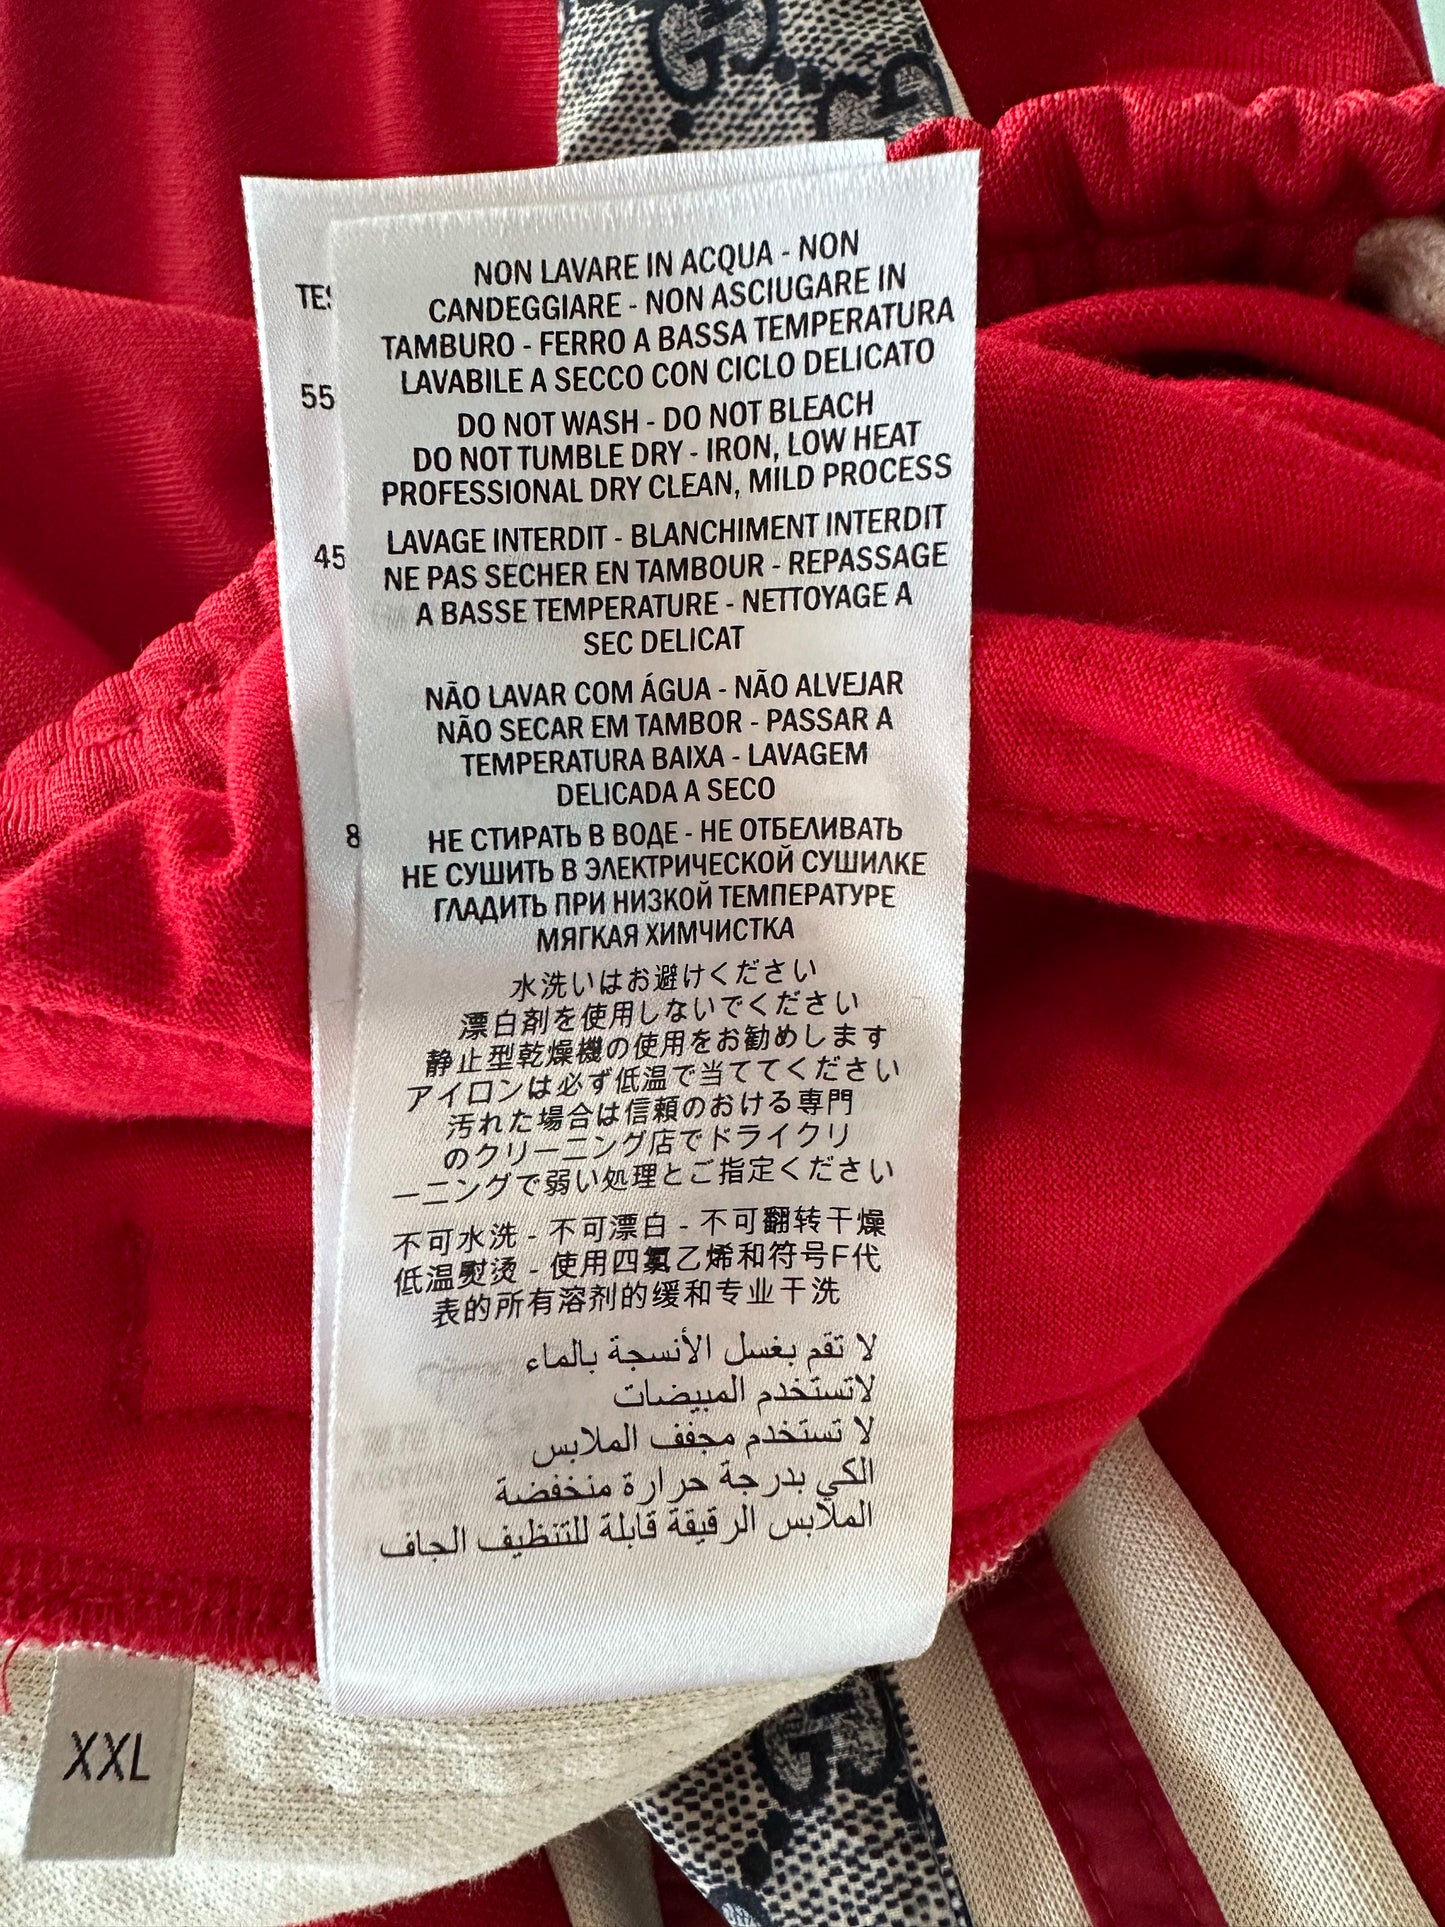 TES
55
45
8
NON LAVARE IN ACQUA - NON
CANDEGGIARE - NON ASCIUGARE IN
TAMBURO - FERRO A BASSA TEMPERATURA
LAVABILE A SECCO CON CICLO DELICATO
DO NOT WASH - DO NOT BLEACH
DO NOT TUMBLE DRY - IRON, LOW HEAT
PROFESSIONAL DRY CLEAN, MILD PROCESS
LAVAGE INTERDIT - BLANCHIMENT INTERDIT
NE PAS SECHER EN TAMBOUR - REPASSAGE
A BASSE TEMPERATURE - NETTOYAGE A
SEC DELICAT
NÃO LAVAR COM ÁGUA - NÃO ALVEJAR
NÃO SECAR EM TAMBOR - PASSAR A
TEMPERATURA BAIXA - LAVAGEM
DELICADA A SECO
НЕ СТИРАТЬ В ВОДЕ - НЕ ОТБЕЛИВАТЬ
НЕ СУШИТЬ В ЭЛЕКТРИЧЕСКОЙ СУШИЛКЕ
ГЛАДИТЬ ПРИ НИЗКОЙ ТЕМПЕРАТУРЕ
МЯГКАЯ ХИМЧИСТКА
水洗いはお避けください
漂白剤を使用しないでください
静止型乾燥機の使用をお勧めします
アイロンは必ず低温で当ててください
汚れた場合は信頼のおける専門
のクリーニング店でドライクリ
ーニングで弱い処理とご指定ください
不可水洗 - 不可漂白 - 不可翻转干燥
低温熨烫 - 使用四氯乙烯和符号F代
表的所有溶剂的缓和专业干洗
لا تقم بغسل الأنسجة بالماء
لاتستخدم المبيضات
لا تستخدم مجفف الملابس
الكي بدرجة حرارة منخفضة
الملابس الرقيقة قابلة للتنظيف الجاف
XXL